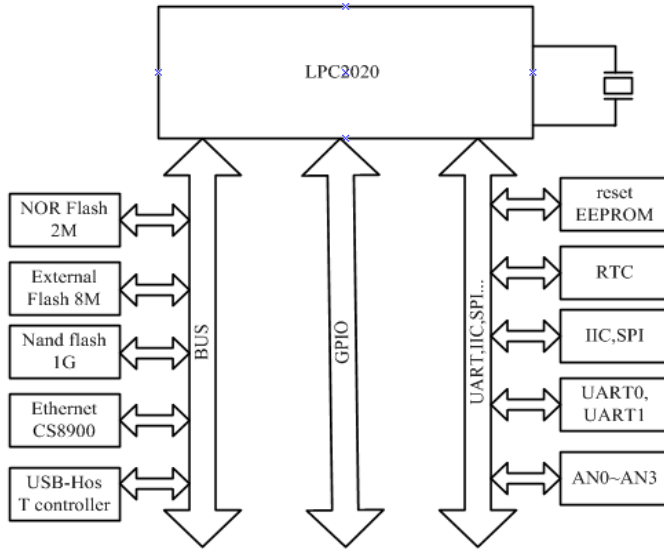 LPC2020
NOR Flash
2M
External
Flash 8M
Nand flash
1G
Ethernet
CS8900
USB-Hos
T controller
BUS
GPIO
UART,IIC,SPI...
reset
EEPROM
RTC
IIC,SPI
UART0,
UART1
AN0~AN3